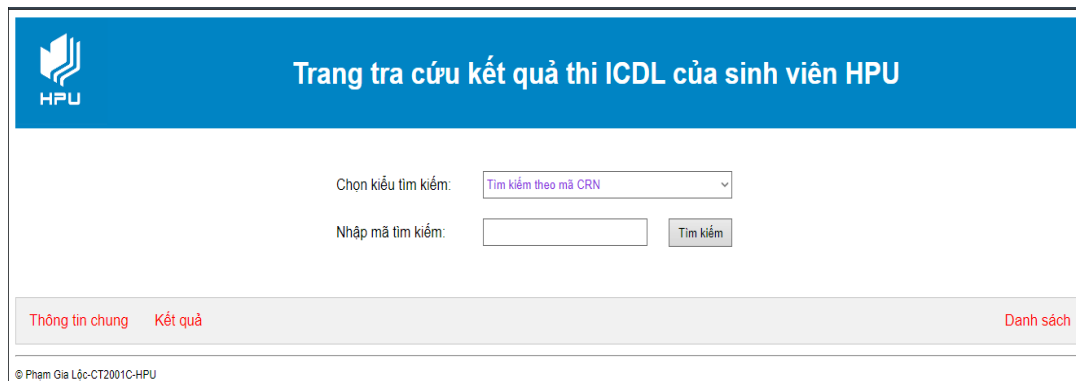 HPU
Trang tra cứu kết quả thi ICDL của sinh viên HPU
Chọn kiểu tìm kiếm: Tìm kiếm theo mã CRN
Nhập mã tìm kiếm: Tìm kiếm
Thông tin chung Kết quả Danh sách
© Phạm Gia Lộc-CT2001C-HPU